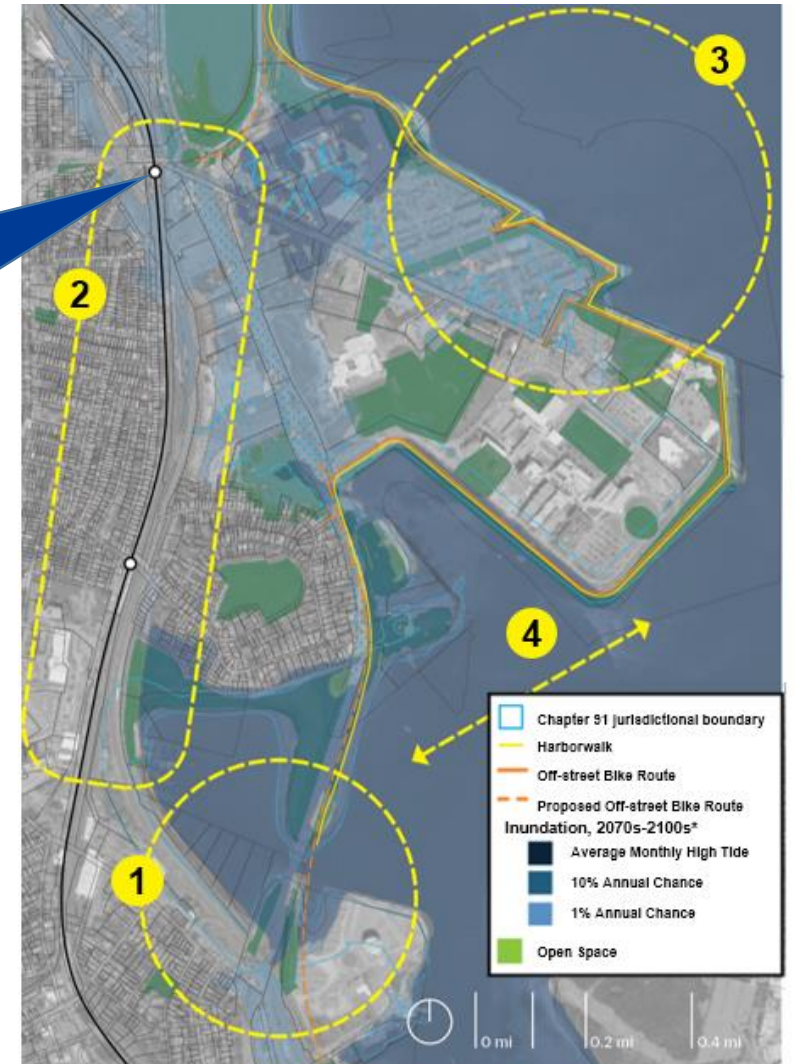 3
2
4
1
Chapter 91 jurisdictional boundary
Harborwalk
Off-street Bike Route
Proposed Off-street Bike Route
Inundation, 2070s-2100s*
Average Monthly High Tide
10% Annual Chance
1% Annual Chance
Open Space
0 mi
0.2 mi
0.4 mi